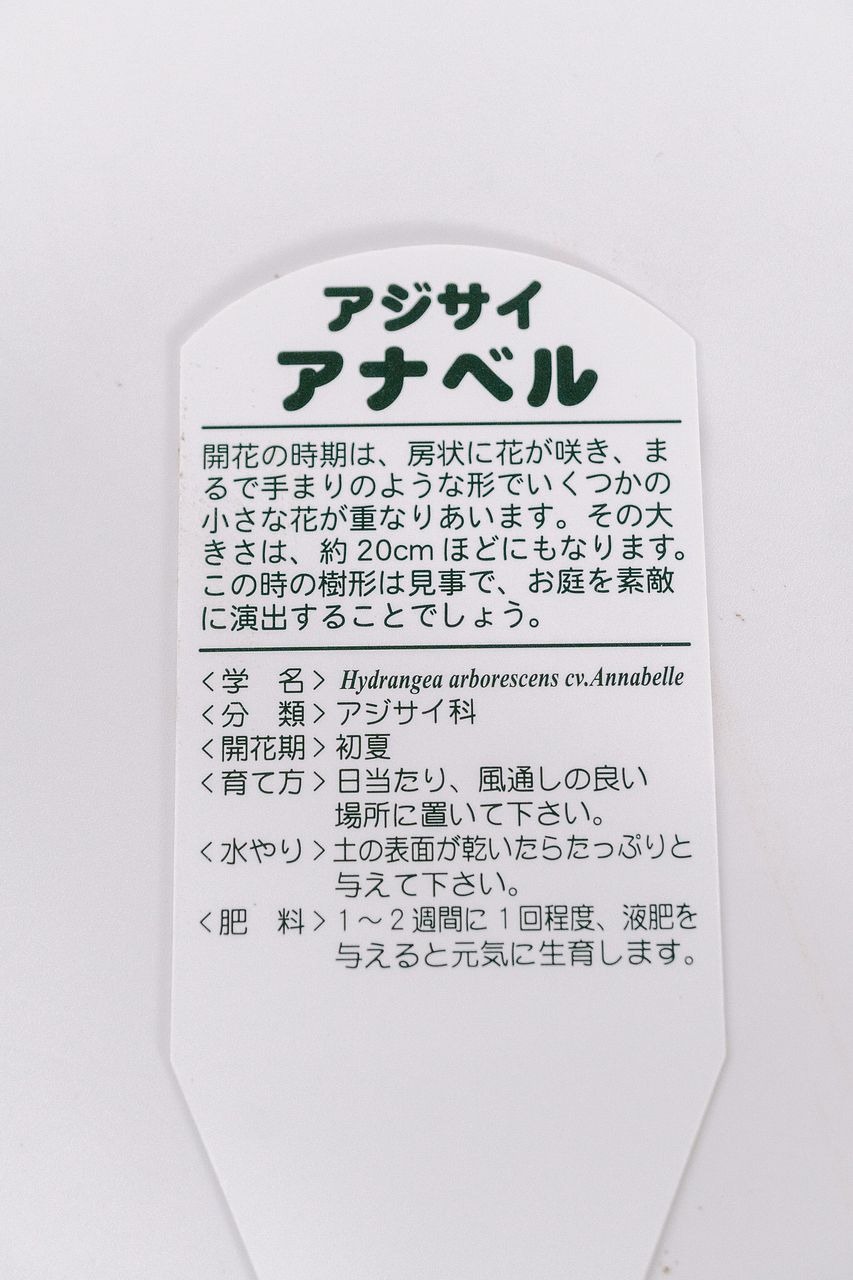 アジサイ
アナベル
開花の時期は、房状に花が咲き、ま
るで手まりのような形でいくつかの
小さな花が重なりあいます。その大
きさは、約 20cm ほどにもなります。
この時の樹形は見事で、お庭を素敵
に演出することでしょう。
<学　名> Hydrangea arborescens cv.Annabelle
<分　類> アジサイ科
<開花期> 初夏
<育て方> 日当たり、風通しの良い
場所に置いて下さい。
<水やり> 土の表面が乾いたらたっぷりと
与えて下さい。
<肥　料> 1～2 週間に 1 回程度、液肥を
与えると元気に生育します。